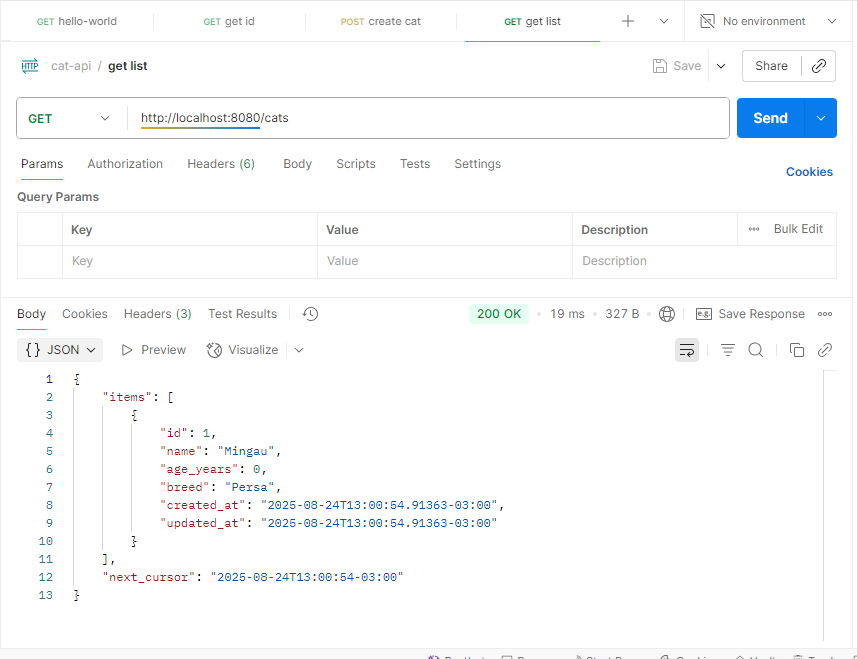 GET hello-world GET get id POST create cat GET get list No environment
HTTP cat-api / get list Save Share
GET http://localhost:8080/cats Send
Params Authorization Headers (6) Body Scripts Tests Settings Cookies
Query Params
Key Value Description Bulk Edit
Key Value Description
Body Cookies Headers (3) Test Results 200 OK • 19 ms • 327 B • e.g. Save Response
{} JSON Preview Visualize
1 {
2 "items": [
3 {
4 "id": 1,
5 "name": "Mingau",
6 "age_years": 0,
7 "breed": "Persa",
8 "created_at": "2025-08-24T13:00:54.91363-03:00",
9 "updated_at": "2025-08-24T13:00:54.91363-03:00"
10 }
11 ],
12 "next_cursor": "2025-08-24T13:00:54-03:00"
13 }